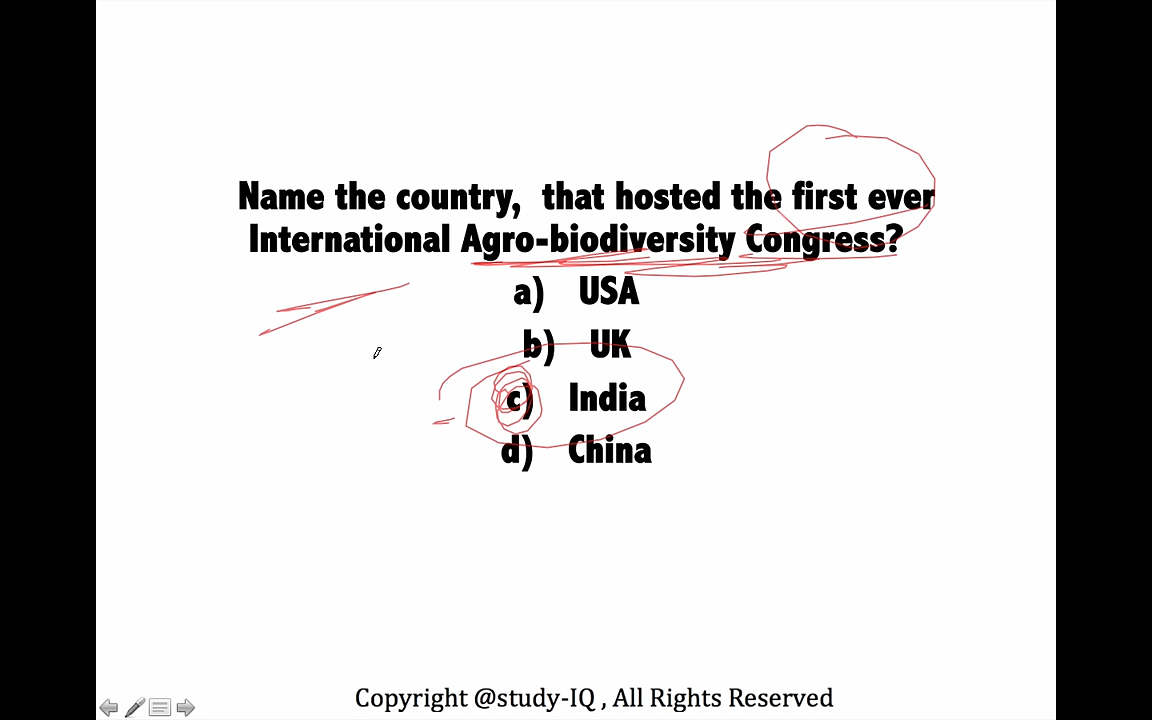 Name the country, that hosted the first ever
International Agro-biodiversity Congress?
a) USA
b) UK
c) India
d) China
Copyright @study-IQ , All Rights Reserved